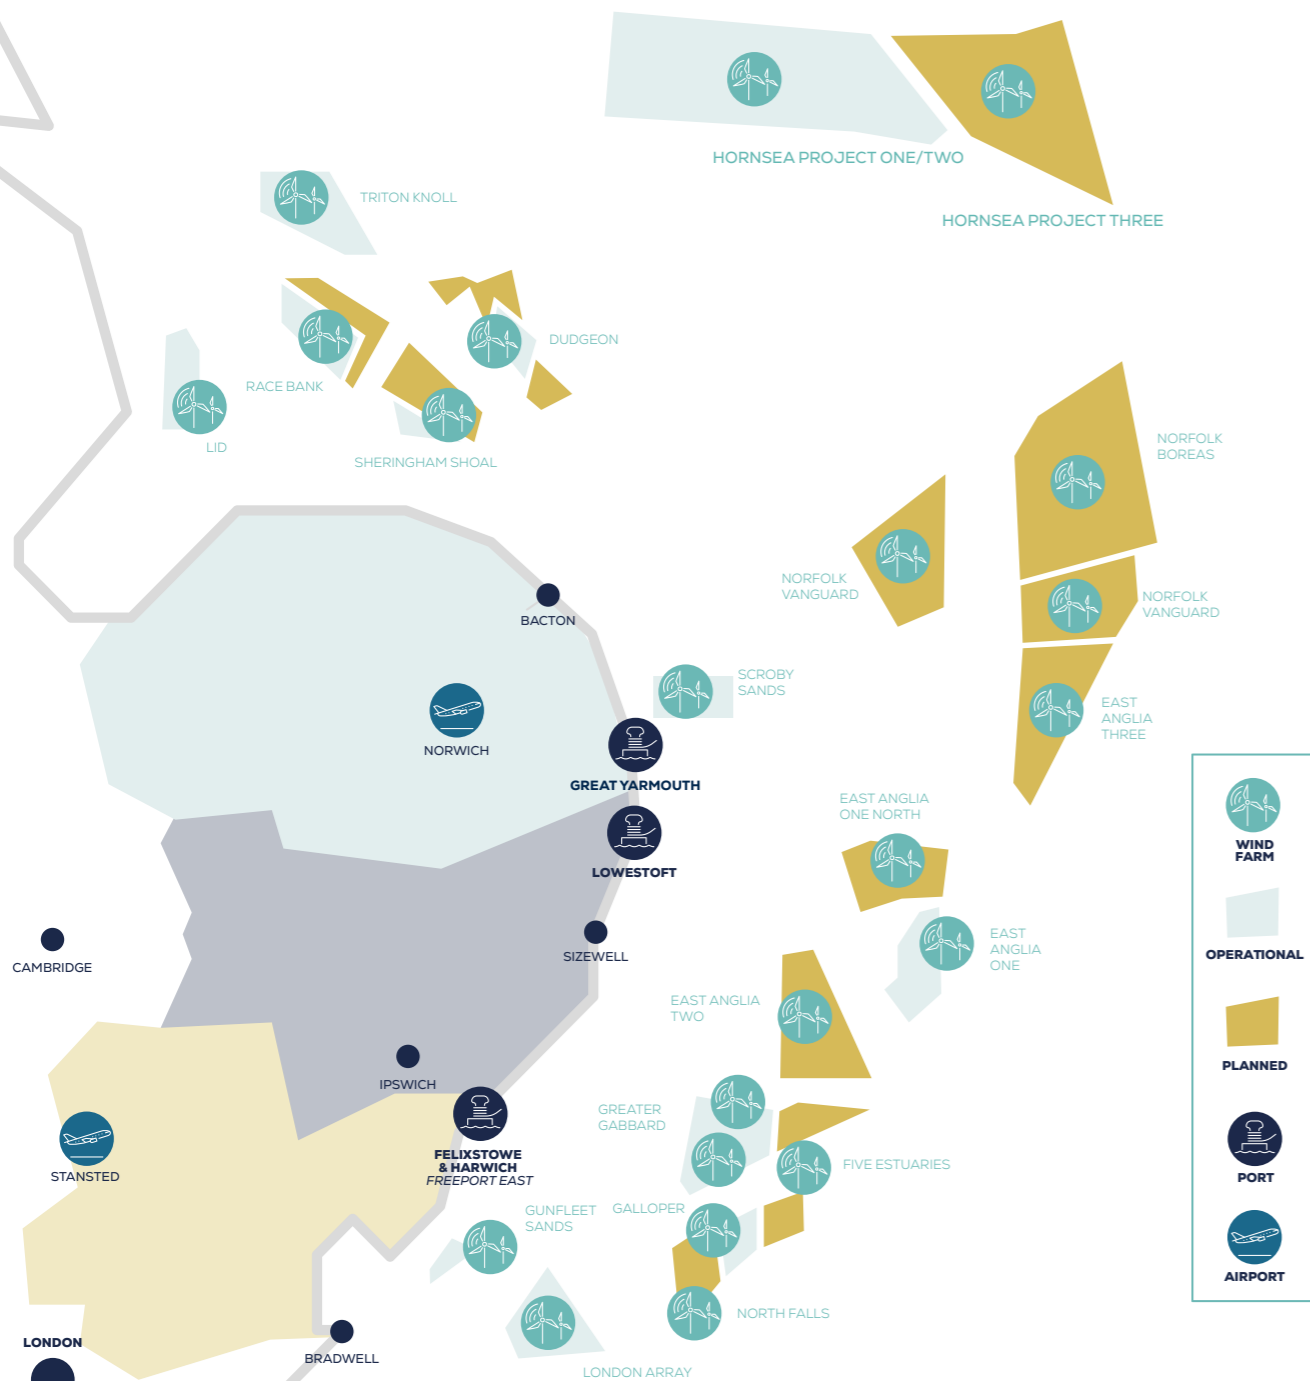 HORNSEA PROJECT ONE/TWO
HORNSEA PROJECT THREE
TRITON KNOLL
DUDGEON
RACE BANK
LID
SHERINGHAM SHOAL
NORFOLK
BOREAS
NORFOLK
VANGUARD
NORFOLK
VANGUARD
BACTON
SCROBY
SANDS
EAST
ANGLIA
THREE
NORWICH
GREAT YARMOUTH
EAST ANGLIA
ONE NORTH
LOWESTOFT
EAST
ANGLIA
ONE
SIZEWELL
CAMBRIDGE
EAST ANGLIA
TWO
IPSWICH
GREATER
GABBARD
FELIXSTOWE
& HARWICH
FREEPORT EAST
FIVE ESTUARIES
STANSTED
GUNFLEET
SANDS
GALLOPER
NORTH FALLS
LONDON
BRADWELL
LONDON ARRAY
WIND
FARM
OPERATIONAL
PLANNED
PORT
AIRPORT